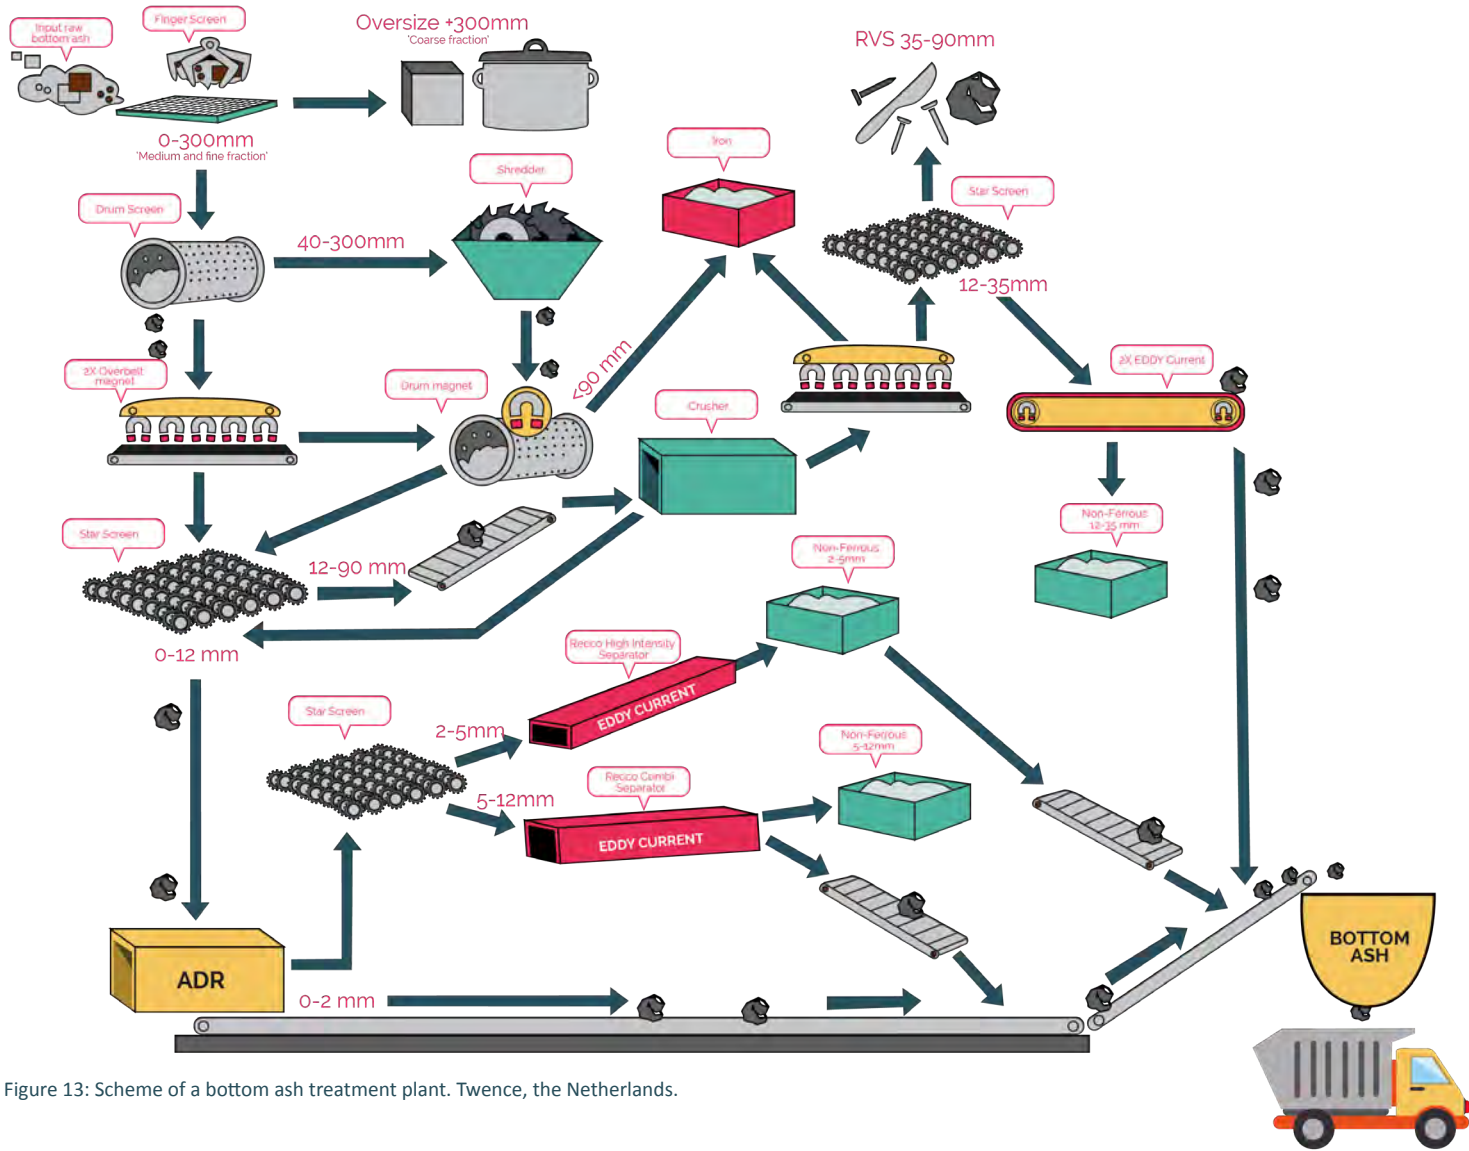 Input raw
bottom ash
Finger Screen
Oversize +300mm
'Coarse fraction'
RVS 35-90mm
0-300mm
'Medium and fine fraction'
Iron
Shredder
Star Screen
Drum Screen
40-300mm
12-35mm
2X Overbelt
magnet
Drum magnet
<90 mm
2X EDDY Current
Crusher
Star Screen
12-90 mm
Non-Ferrous
12-35 mm
Non-Ferrous
2-5mm
0-12 mm
Recco High Intensity
Separator
EDDY CURRENT
Star Screen
2-5mm
Non-Ferrous
5-12mm
5-12mm
Recco Combi
Separator
EDDY CURRENT
BOTTOM
ASH
ADR
0-2 mm
Figure 13: Scheme of a bottom ash treatment plant. Twence, the Netherlands.